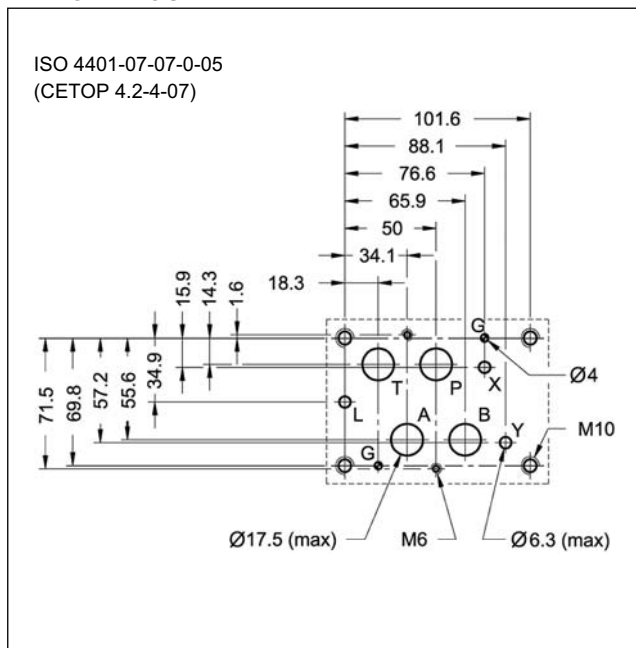 ISO 4401-07-07-0-05
(CETOP 4.2-4-07)
101.6
88.1
76.6
65.9
50
34.1
18.3
15.9
14.3
1.6
G
Ø4
T
P
X
71.5
69.8
57.2
55.6
34.9
L
A
B
Y
M10
G
Ø17.5 (max)
M6
Ø6.3 (max)